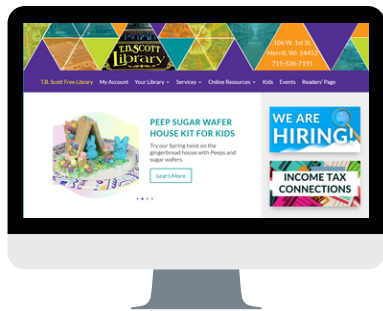 T.B. SCOTT
Library
106 W. 1st St.
Merrill, WI 54452
715-536-7191
T.B. Scott Free Library My Account Your Library Services Online Resources Kids Events Readers' Page
PEEP SUGAR WAFER
HOUSE KIT FOR KIDS
Try our Spring twist on the
gingerbread house with Peeps and
sugar wafers.
Learn More
WE ARE
HIRING!
INCOME TAX
CONNECTIONS